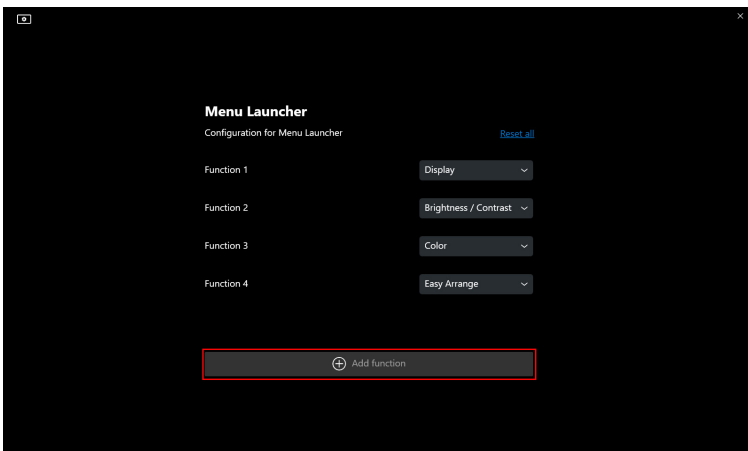 Menu Launcher
Configuration for Menu Launcher Reset all
Function 1 Display
Function 2 Brightness / Contrast
Function 3 Color
Function 4 Easy Arrange
Add function